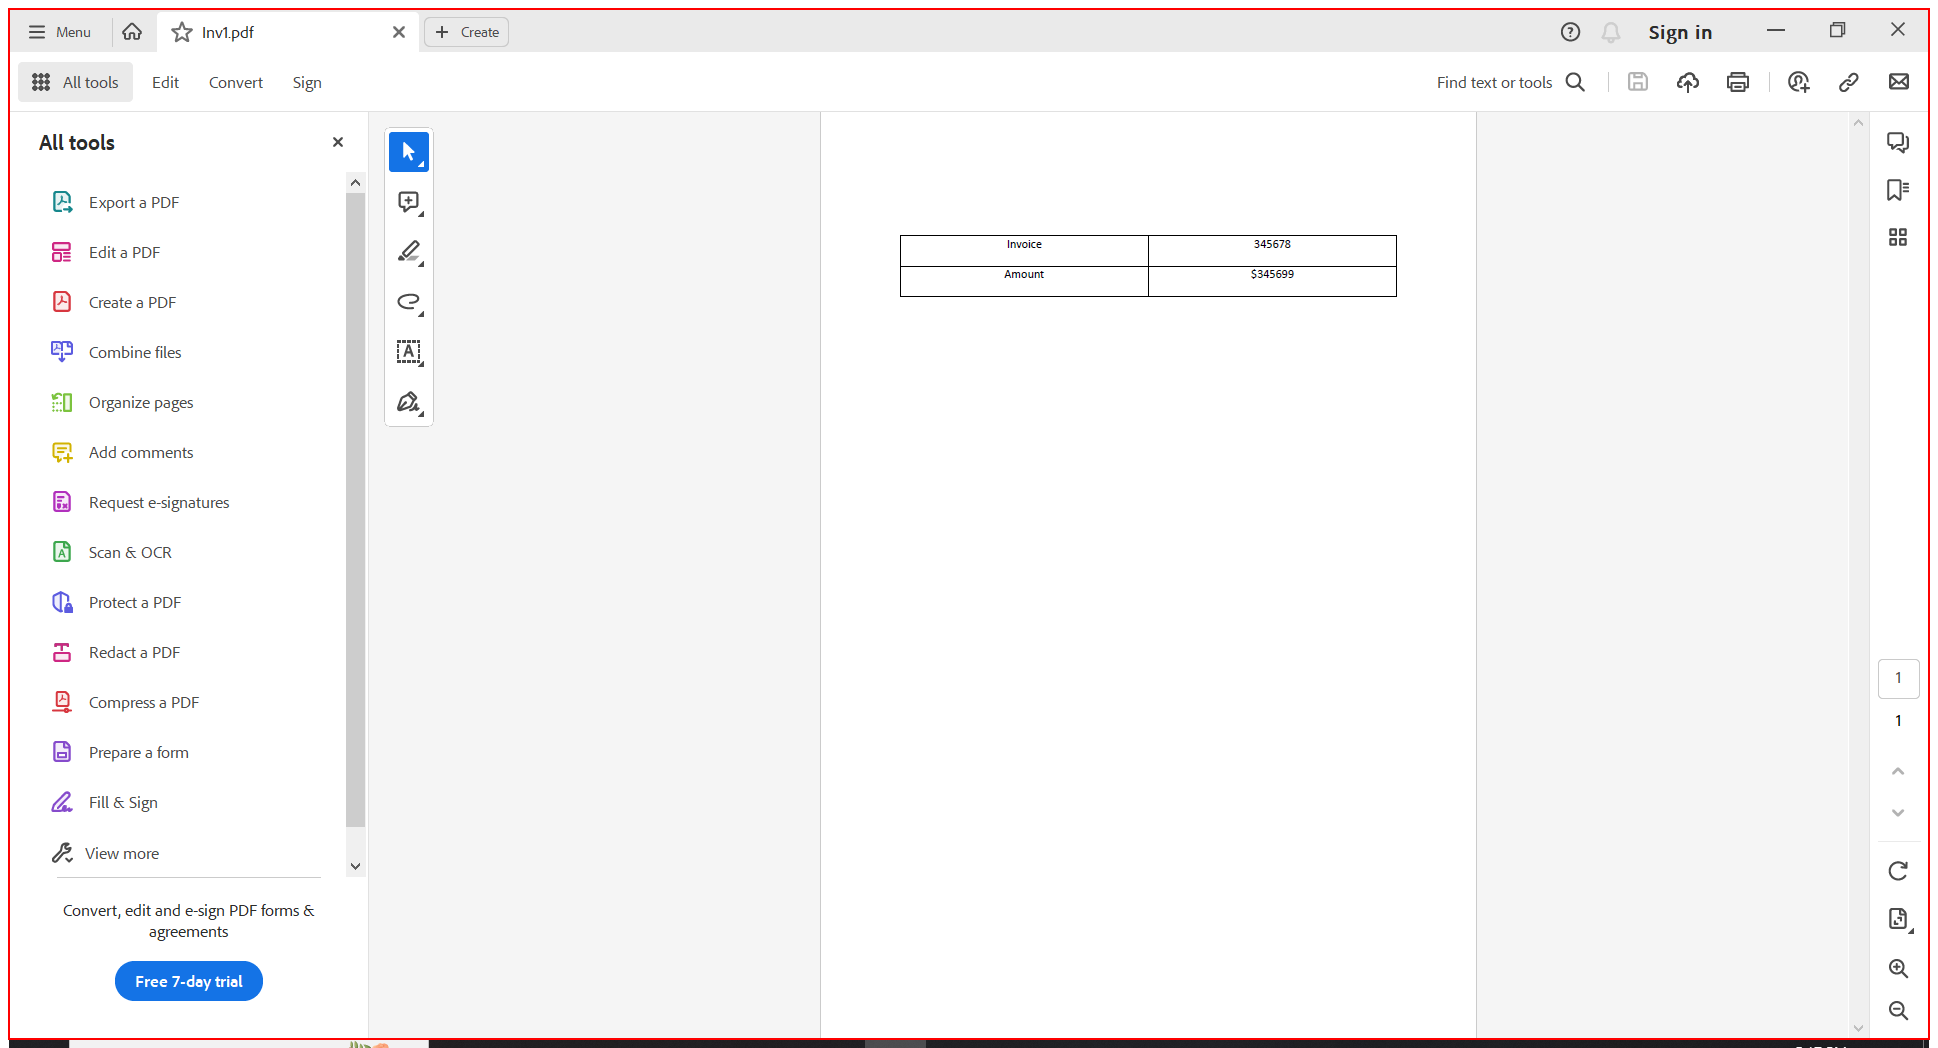 Menu
Inv1.pdf
Create
Sign in
All tools
Edit
Convert
Sign
Find text or tools
All tools
Export a PDF
Edit a PDF
Create a PDF
Combine files
Organize pages
Add comments
Request e-signatures
Scan & OCR
Protect a PDF
Redact a PDF
Compress a PDF
Prepare a form
Fill & Sign
View more
Convert, edit and e-sign PDF forms &
agreements
Free 7-day trial
Invoice 345678
Amount $345699
1
1